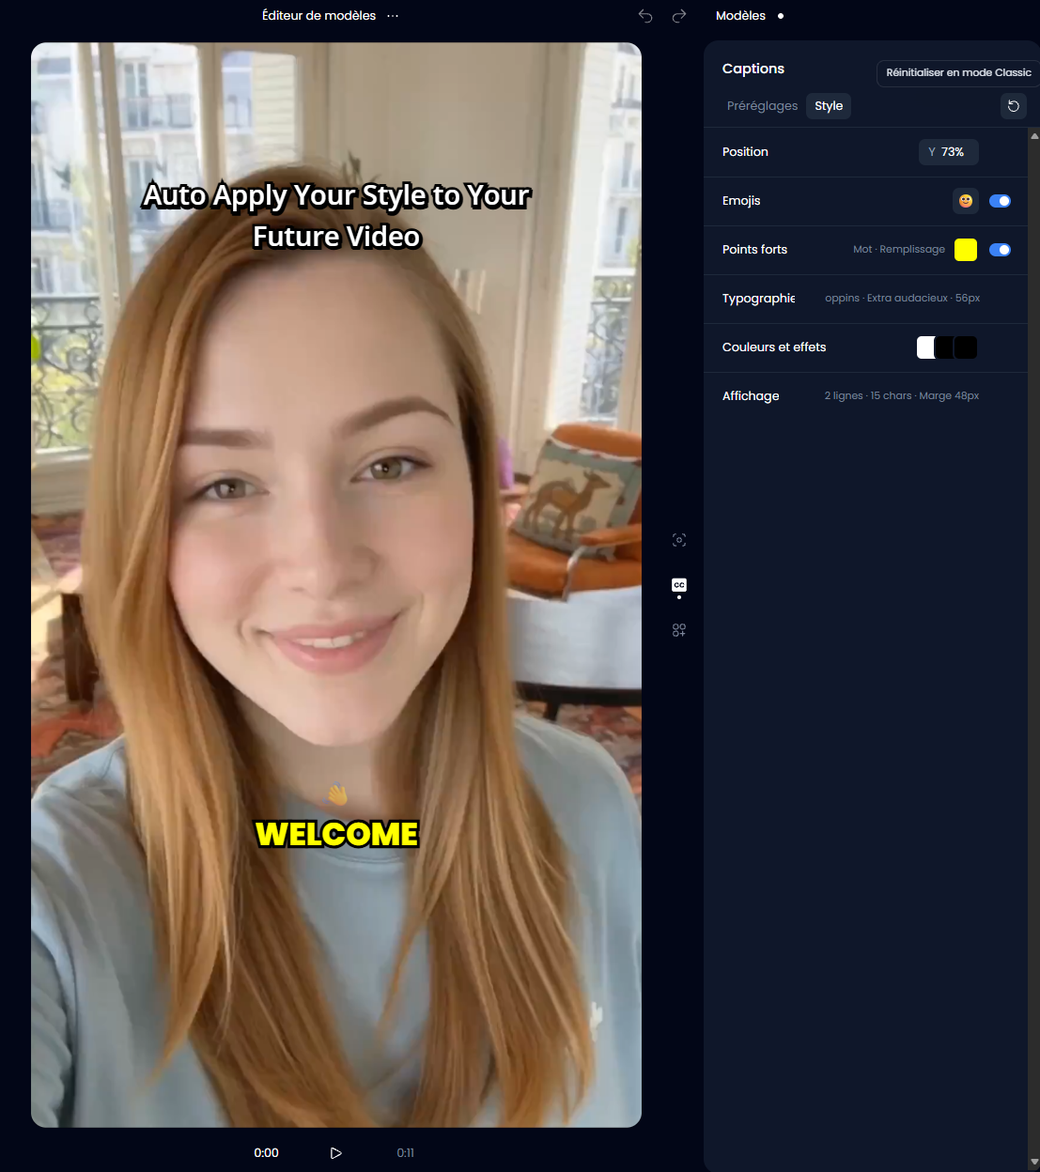 Éditeur de modèles ···
Modèles
Captions
Réinitialiser en mode Classic
Préréglages Style
Position Y 73%
Emojis
Points forts Mot · Remplissage
Typographie oppins · Extra audacieux · 56px
Couleurs et effets
Affichage 2 lignes · 15 chars · Marge 48px
Auto Apply Your Style to Your
Future Video
CC
WELCOME
0:00 0:11